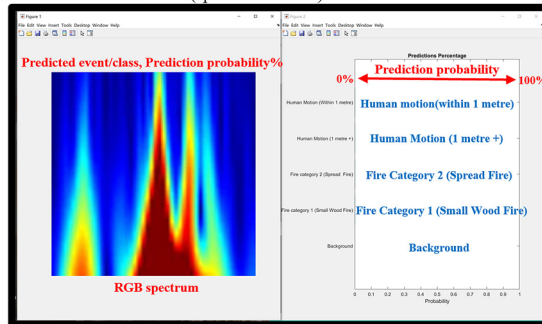 Figure 1
File Edit View Insert Tools Desktop Window Help
Predicted event/class, Prediction probability%
RGB spectrum
Figure 2
File Edit View Insert Tools Desktop Window Help
Predictions Percentage
Prediction probability
0% 100%
Human Motion (Within 1 metre) Human motion(within 1 metre)
Human Motion (1 metre +) Human Motion (1 metre +)
Fire category 2 (Spread Fire) Fire Category 2 (Spread Fire)
Fire category 1 (Small Wood Fire) Fire Category 1 (Small Wood Fire)
Background Background
0 0.1 0.2 0.3 0.4 0.5 0.6 0.7 0.8 0.9 1
Probability